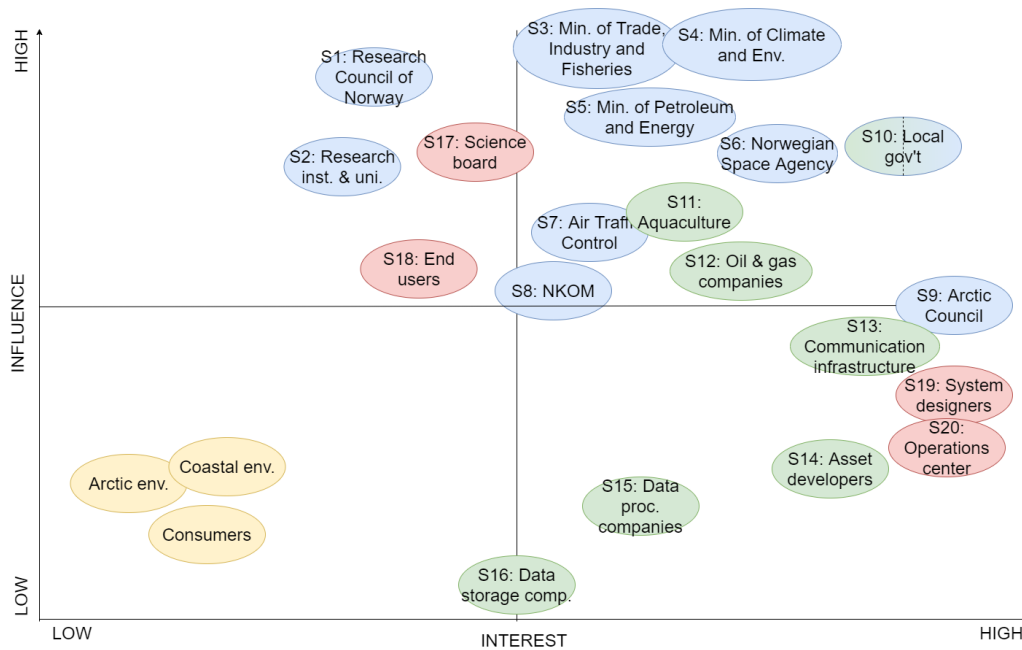 HIGH
INFLUENCE
LOW
S1: Research
Council of
Norway
S3: Min. of Trade,
Industry and
Fisheries
S4: Min. of Climate
and Env.
S5: Min. of Petroleum
and Energy
S2: Research
inst. & uni.
S17: Science
board
S6: Norwegian
Space Agency
S10: Local
gov't
S7: Air Traffi
Control
S11:
Aquaculture
S18: End
users
S8: NKOM
S12: Oil & gas
companies
S9: Arctic
Council
S13:
Communication
infrastructure
S19: System
designers
S20:
Operations
center
S14: Asset
developers
S15: Data
proc.
companies
S16: Data
storage comp.
Arctic env.
Coastal env.
Consumers
LOW
INTEREST
HIGH